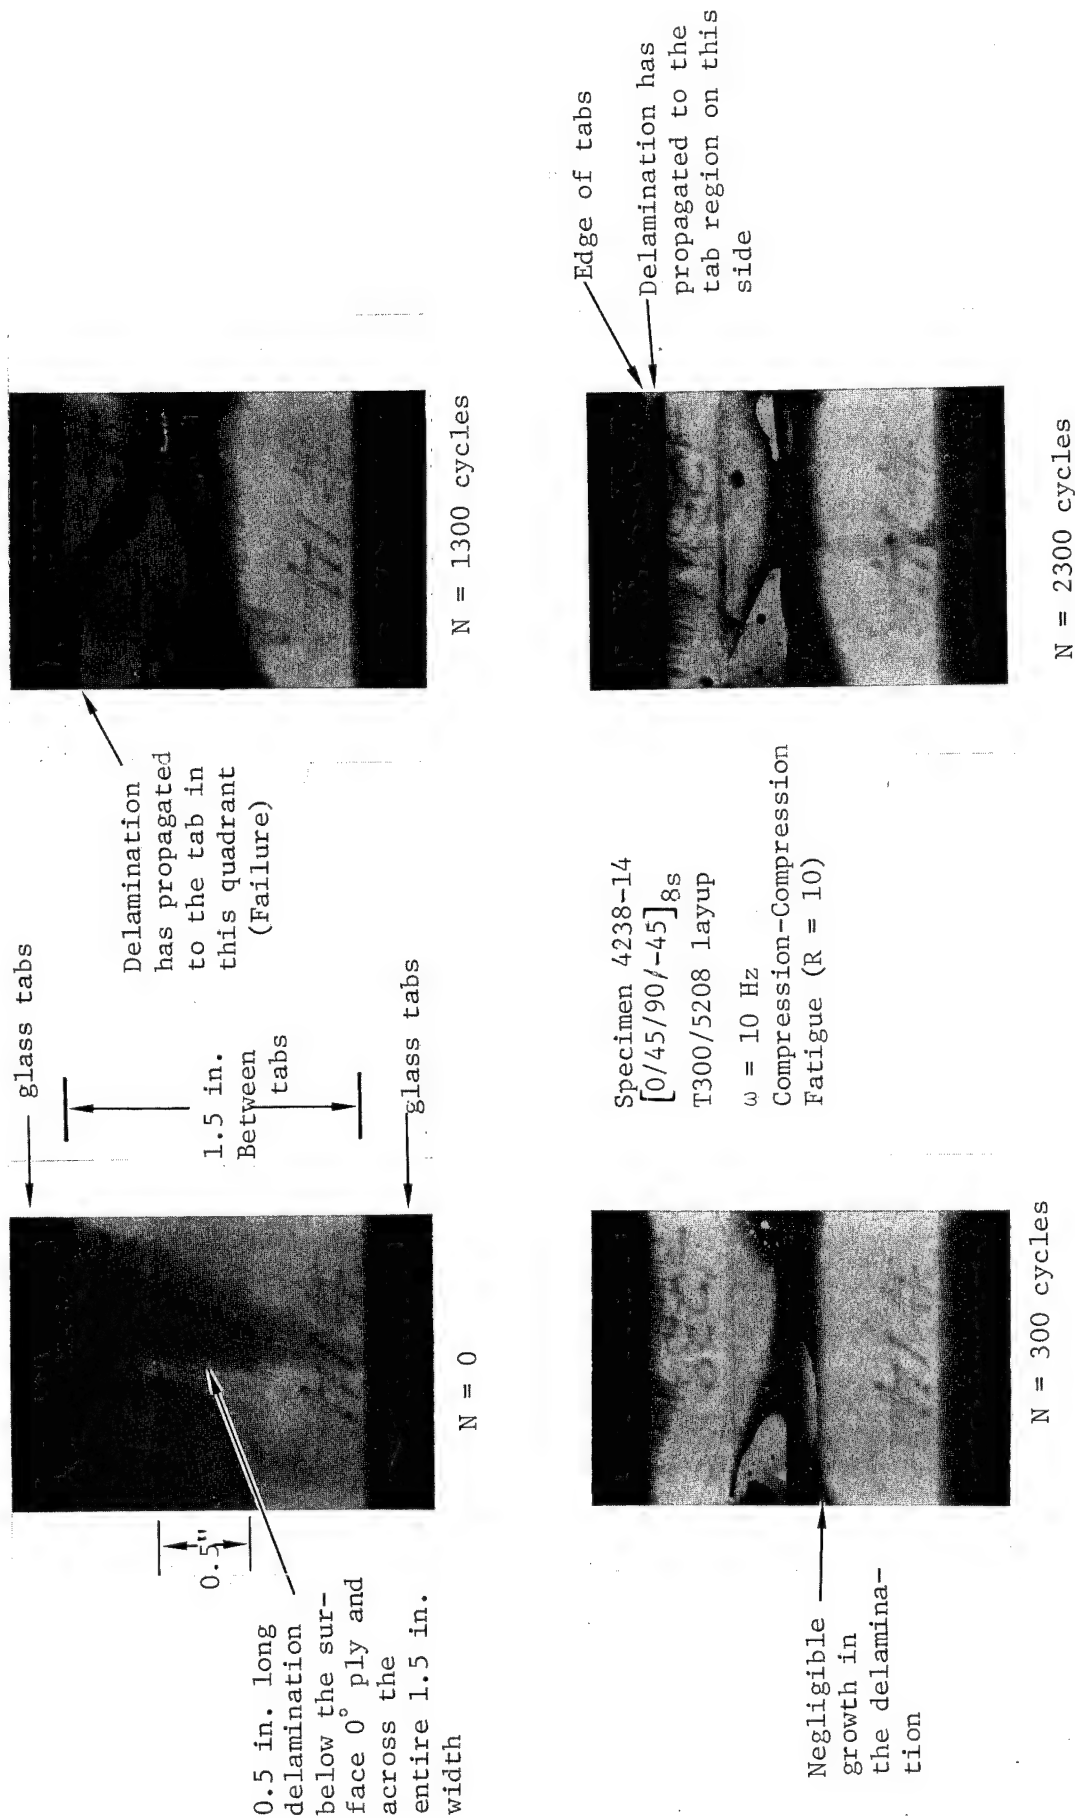 glass tabs
1.5 in.
Between
tabs
glass tabs
0.5"
0.5 in. long
delamination
below the sur-
face 0° ply and
across the
entire 1.5 in.
width
N = 0
Delamination
has propagated
to the tab in
this quadrant
(Failure)
N = 1300 cycles
Negligible
growth in
the delamina-
tion
N = 300 cycles
Specimen 4238-14
[0/45/90/-45]8s
T300/5208 layup
ω = 10 Hz
Compression-Compression
Fatigue (R = 10)
Edge of tabs
Delamination has
propagated to the
tab region on this
side
N = 2300 cycles